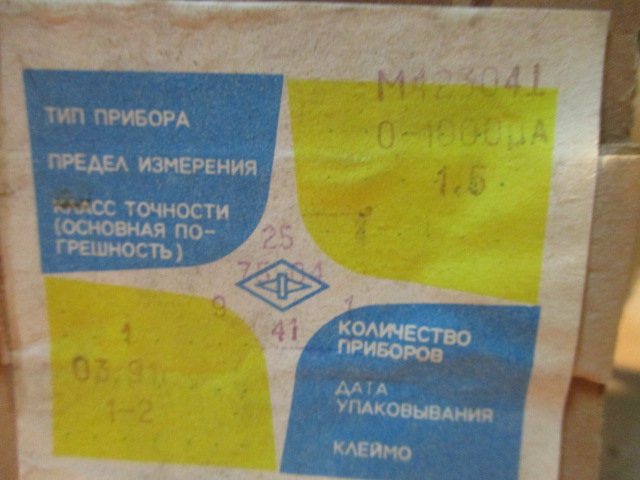 ТИП ПРИБОРА
ПРЕДЕЛ ИЗМЕРЕНИЯ
КЛАСС ТОЧНОСТИ
(ОСНОВНАЯ ПО-
ГРЕШНОСТЬ)
0-1000μА
1,5
25
9
1
41
1
03.91
1-2
КОЛИЧЕСТВО
ПРИБОРОВ
ДАТА
УПАКОВЫВАНИЯ
КЛЕЙМО